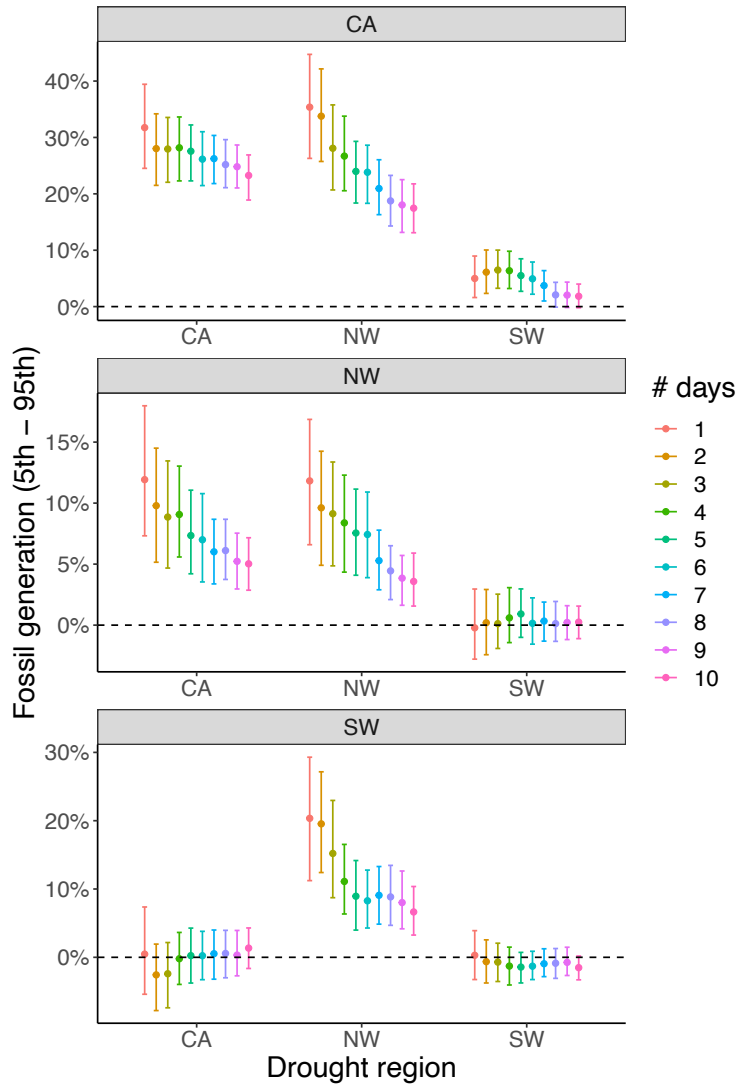 CA
40%
30%
20%
10%
0%
CA NW SW
NW
15%
10%
5%
0%
CA NW SW
SW
30%
20%
10%
0%
CA NW SW
Drought region
Fossil generation (5th − 95th)
# days
1
2
3
4
5
6
7
8
9
10